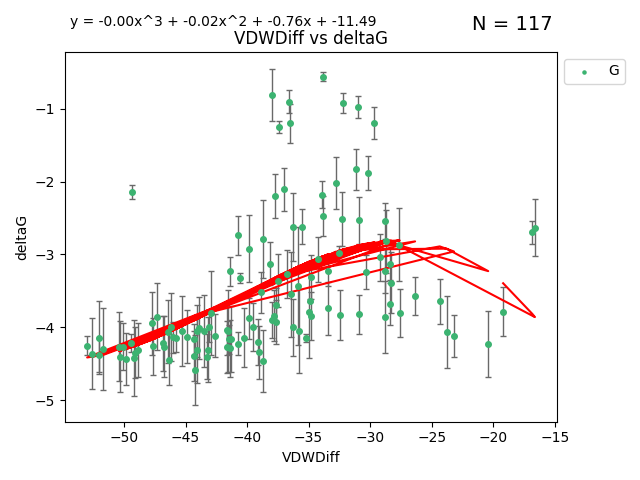 y = -0.00x^3 + -0.02x^2 + -0.76x + -11.49
N = 117
VDWDiff vs deltaG
G
−1
−2
−3
−4
−5
deltaG
−50
−45
−40
−35
−30
−25
−20
−15
VDWDiff